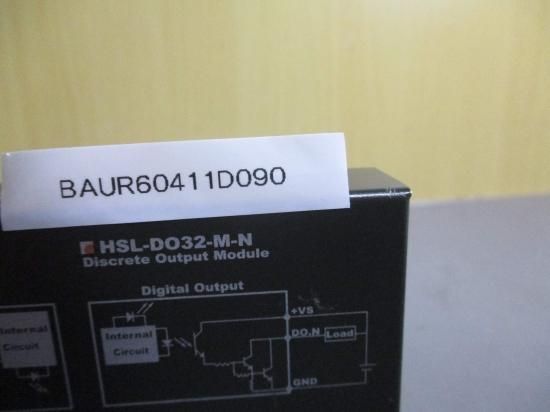 BAUR60411D090
HSL-DO32-M-N
Discrete Output Module
Digital Output
+VS
Internal
Circuit
Internal
Circuit
DO.N
Load
GND